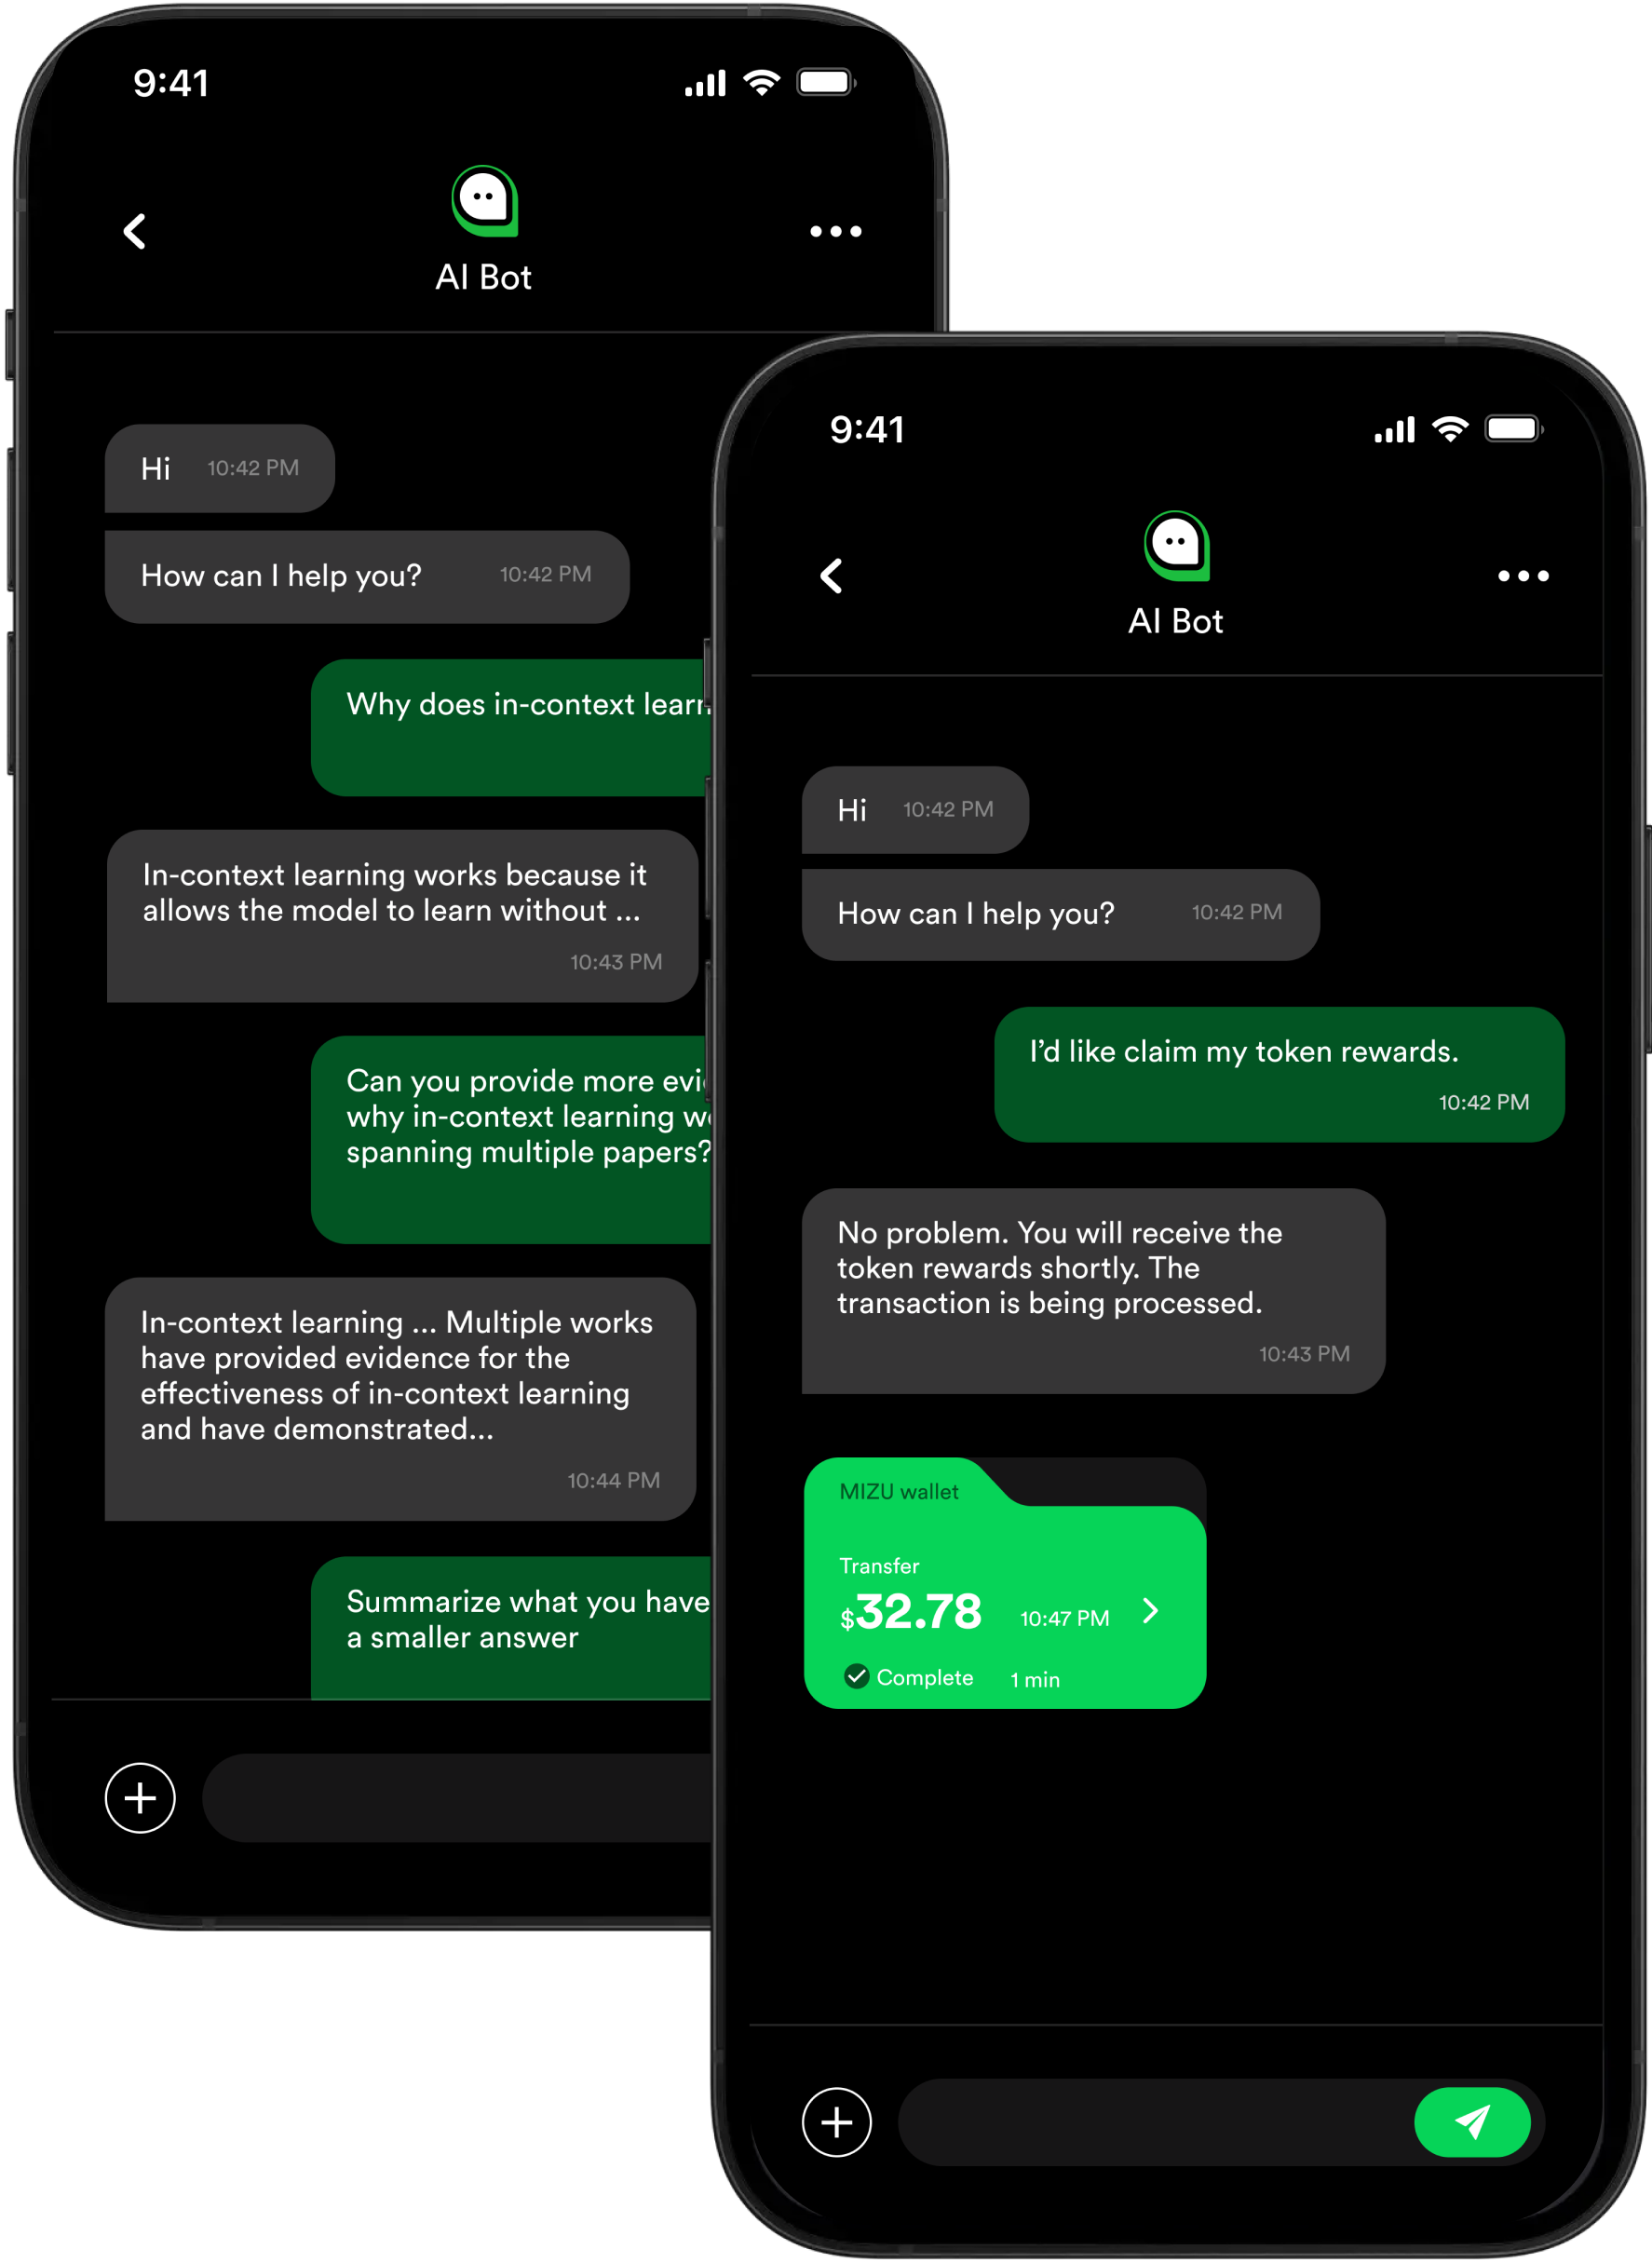 9:41
AI Bot
Hi 10:42 PM
How can I help you? 10:42 PM
Why does in-context
In-context learning works because it
allows the model to learn without ...
10:43 PM
Can you provide more
why in-context learning
spanning multiple papers?
In-context learning ... Multiple works
have provided evidence for the
effectiveness of in-context learning
and have demonstrated...
10:44 PM
Summarize what you have
a smaller answer
9:41
AI Bot
Hi 10:42 PM
How can I help you? 10:42 PM
I'd like claim my token rewards.
10:42 PM
No problem. You will receive the
token rewards shortly. The
transaction is being processed.
10:43 PM
MIZU wallet
Transfer
$32.78 10:47 PM
Complete 1 min